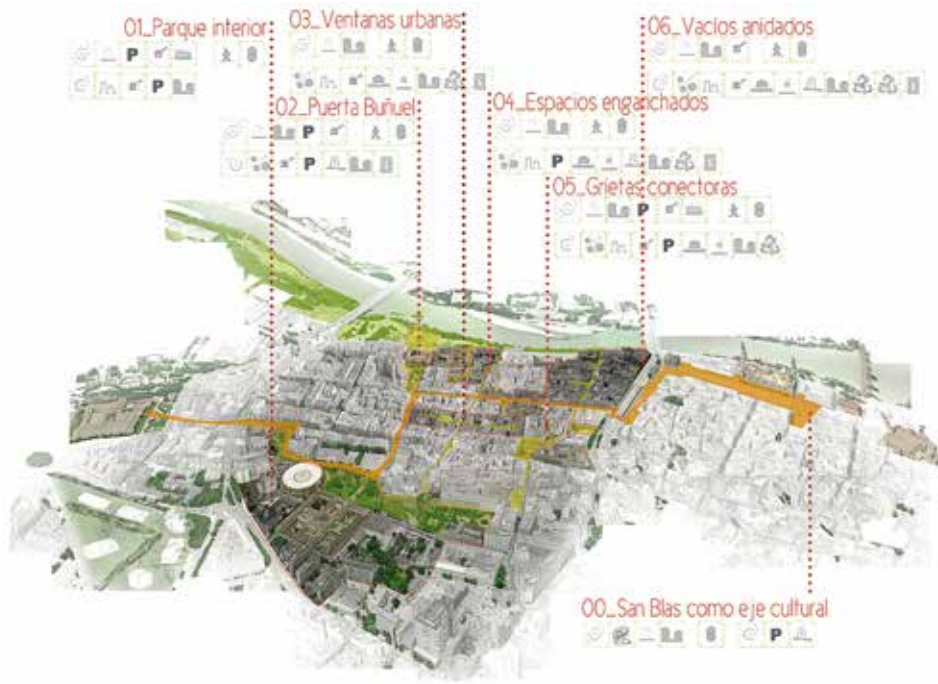 01_Parque interior
P
P
03_Ventanas urbanas
06_Vacíos anidados
02_Puerta Buñuel
P
P
04_Espacios enganchados
P
05_Grietas conectoras
P
P
00_San Blas como eje cultural
P